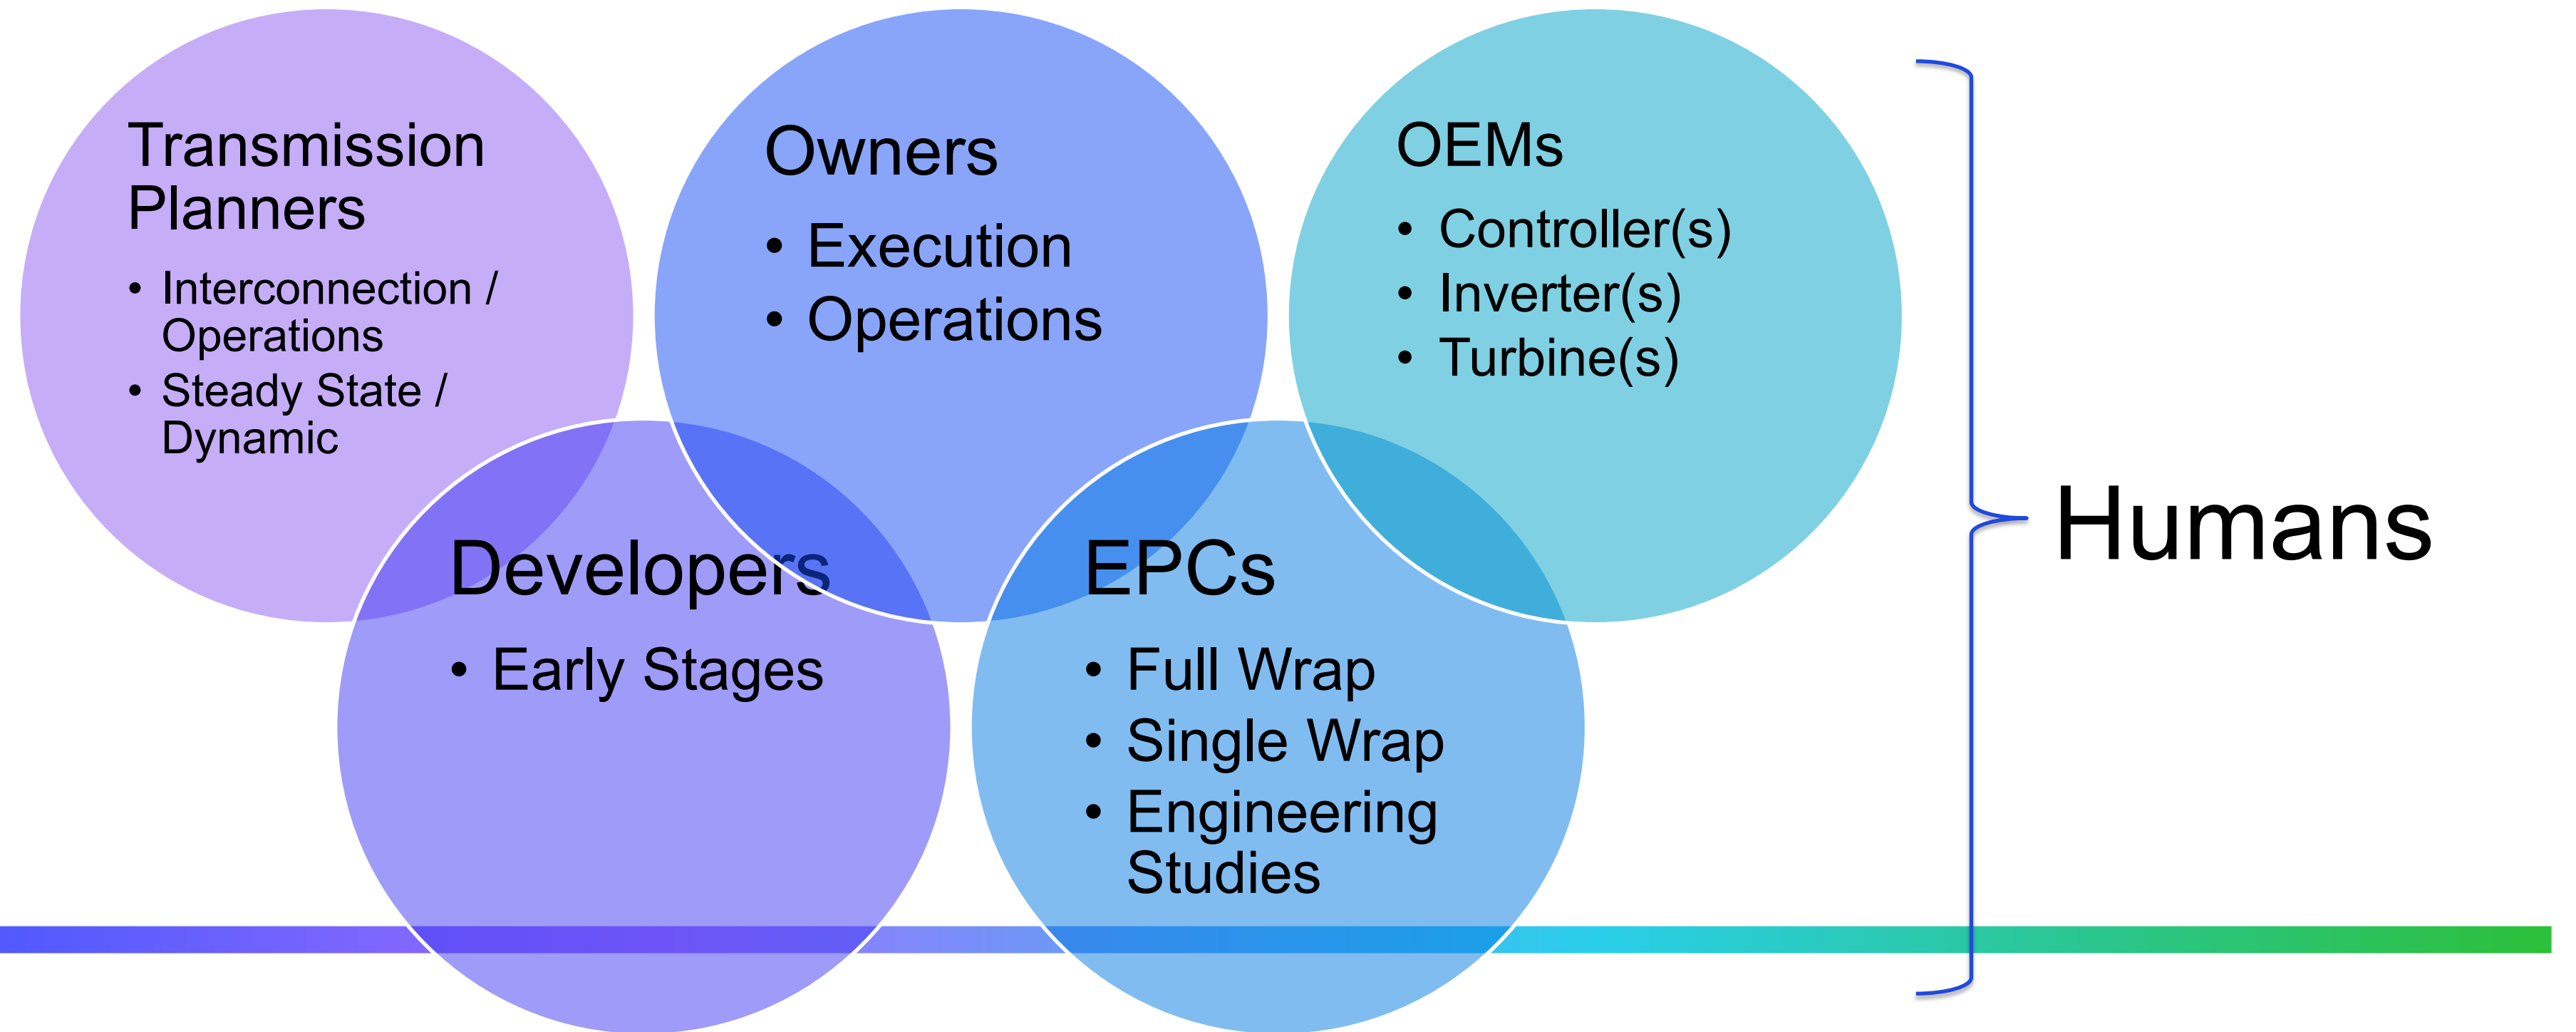 Transmission
Planners
• Interconnection /
Operations
• Steady State /
Dynamic
Owners
• Execution
• Operations
OEMs
• Controller(s)
• Inverter(s)
• Turbine(s)
Developers
• Early Stages
EPCs
• Full Wrap
• Single Wrap
• Engineering
Studies
Humans